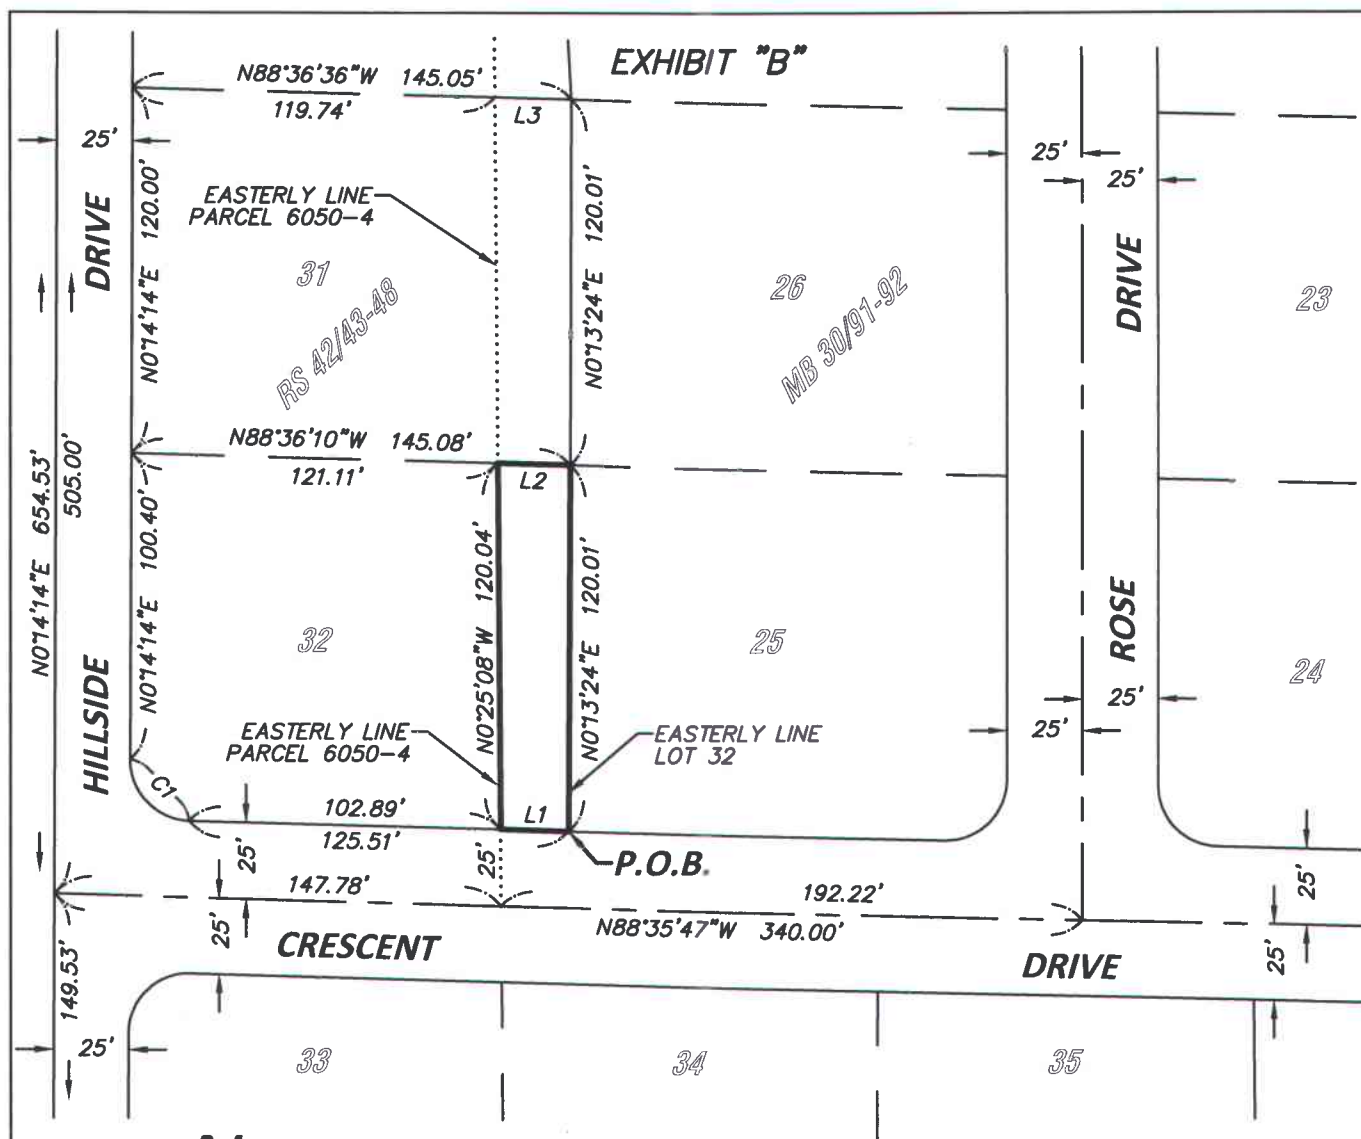 EXHIBIT "B"
N88°36'36"W 145.05'
119.74'
L3
25'
25'
25'
DRIVE
N0°14'14"E 120.00'
EASTERLY LINE
PARCEL 6050-4
N0°13'24"E 120.01'
31
RS 42/43-48
26
MB 30/91-92
DRIVE
23
N88°36'10"W 145.08'
121.11'
L2
N0°14'14"E 654.53'
505.00'
N0°14'14"E 100.40'
N0°25'08"W 120.04'
N0°13'24"E 120.01'
32
25
ROSE
24
HILLSIDE
EASTERLY LINE
PARCEL 6050-4
EASTERLY LINE
LOT 32
25'
25'
C1
102.89'
125.51'
L1
25'
25'
P.O.B.
147.78'
192.22'
25'
25'
N88°35'47"W 340.00'
25'
CRESCENT
DRIVE
149.53'
25'
33
34
35